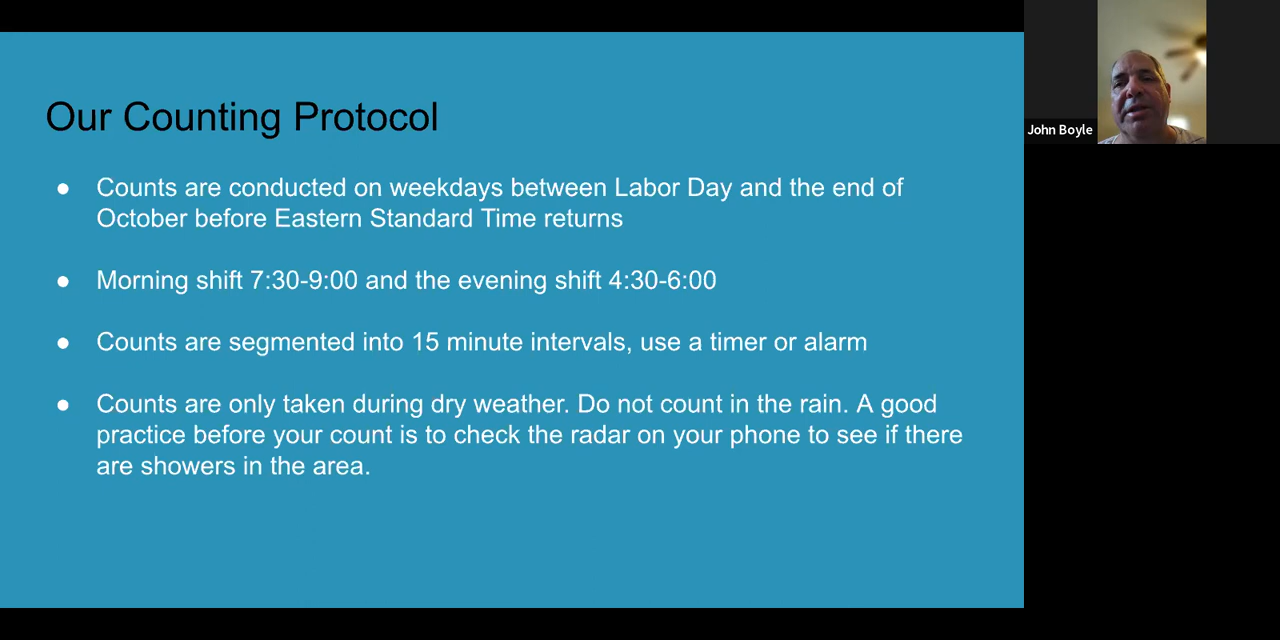 Our Counting Protocol
● Counts are conducted on weekdays between Labor Day and the end of
October before Eastern Standard Time returns
● Morning shift 7:30-9:00 and the evening shift 4:30-6:00
● Counts are segmented into 15 minute intervals, use a timer or alarm
● Counts are only taken during dry weather. Do not count in the rain. A good
practice before your count is to check the radar on your phone to see if there
are showers in the area.
John Boyle